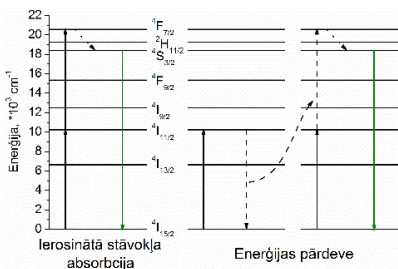 Enerģija, *10³ cm⁻¹
22
20
18
16
14
12
10
8
6
4
2
0
⁴F₇/₂
²H₁₁/₂
⁴S₃/₂
⁴F₉/₂
⁴I₉/₂
⁴I₁₁/₂
⁴I₁₃/₂
⁴I₁₅/₂
Ierosinātā stāvokļa
absorbcija
Enerģijas pārdeve